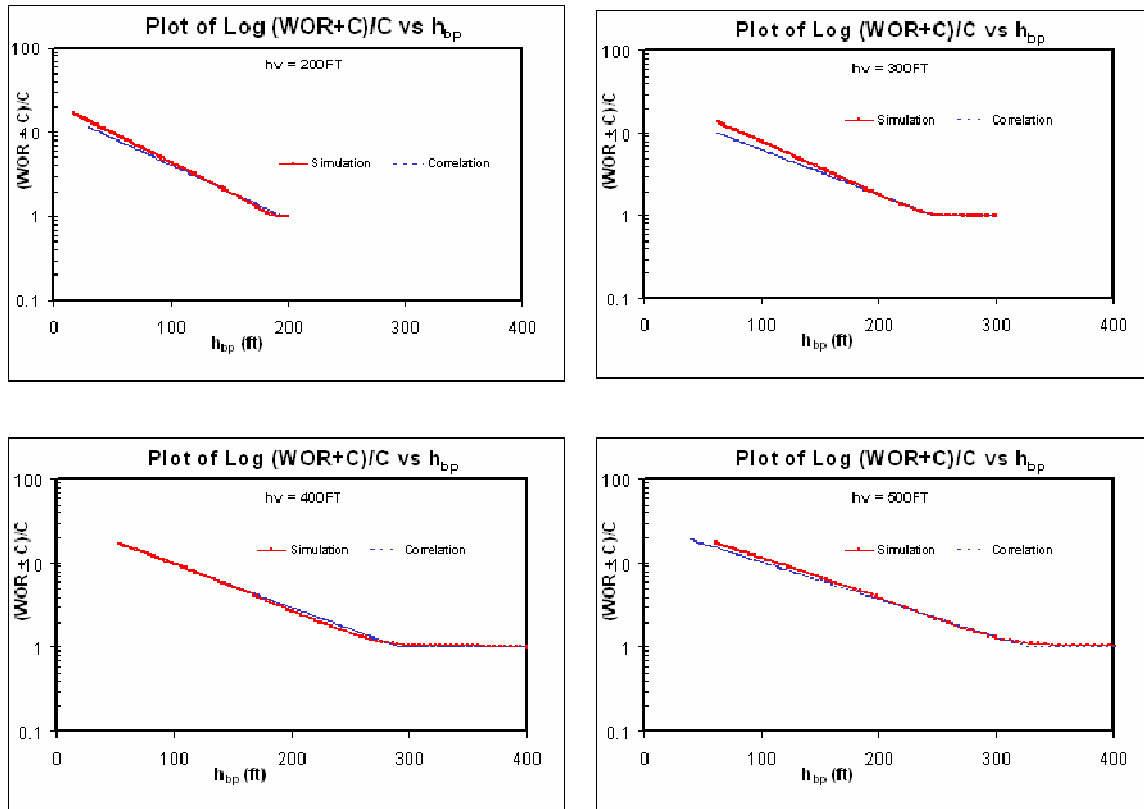 Plot of Log (WOR+C)/C vs hbp
hw = 200FT
100
10
1
0.1
(WOR+C)/C
Simulation
Correlation
0 100 200 300 400
hbp (ft)
Plot of Log (WOR+C)/C vs hbp
hw = 300FT
100
10
1
0.1
(WOR+C)/C
Simulation
Correlation
0 100 200 300 400
hbp, (ft)
Plot of Log (WOR+C)/C vs hbp
hw = 400FT
100
10
1
0.1
(WOR+C)/C
Simulation
Correlation
0 100 200 300 400
hbp (ft)
Plot of Log (WOR+C)/C vs hbp
hw = 500FT
100
10
1
0.1
(WOR+C)/C
Simulation
Correlation
0 100 200 300 400
hbp, (ft)